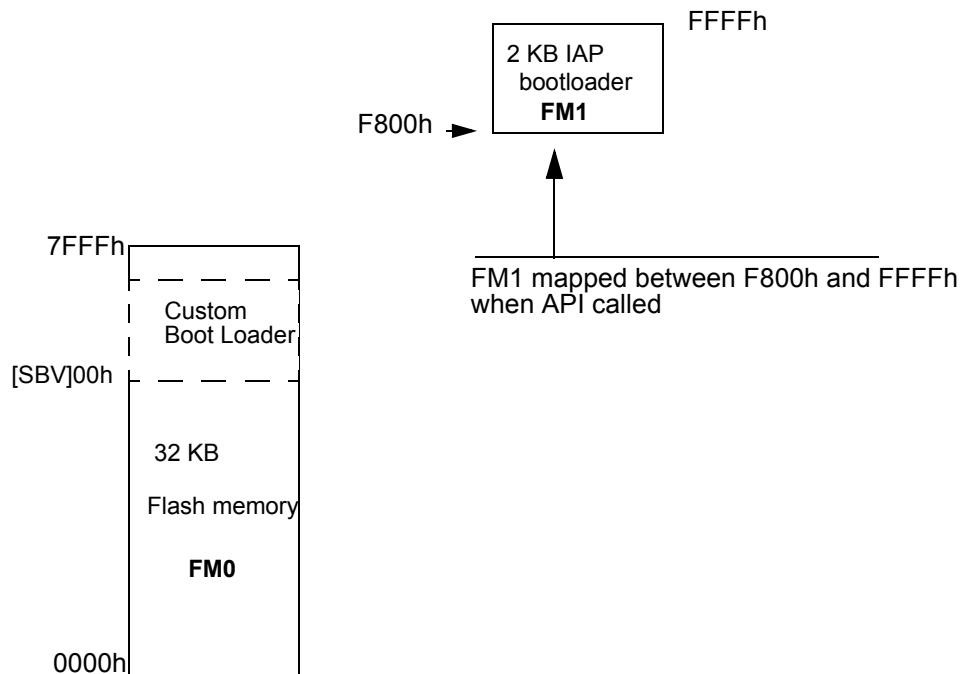 FFFFh
2 KB IAP
bootloader
FM1
F800h
7FFFh
FM1 mapped between F800h and FFFFh
when API called
Custom
Boot Loader
[SBV]00h
32 KB
Flash memory
FM0
0000h